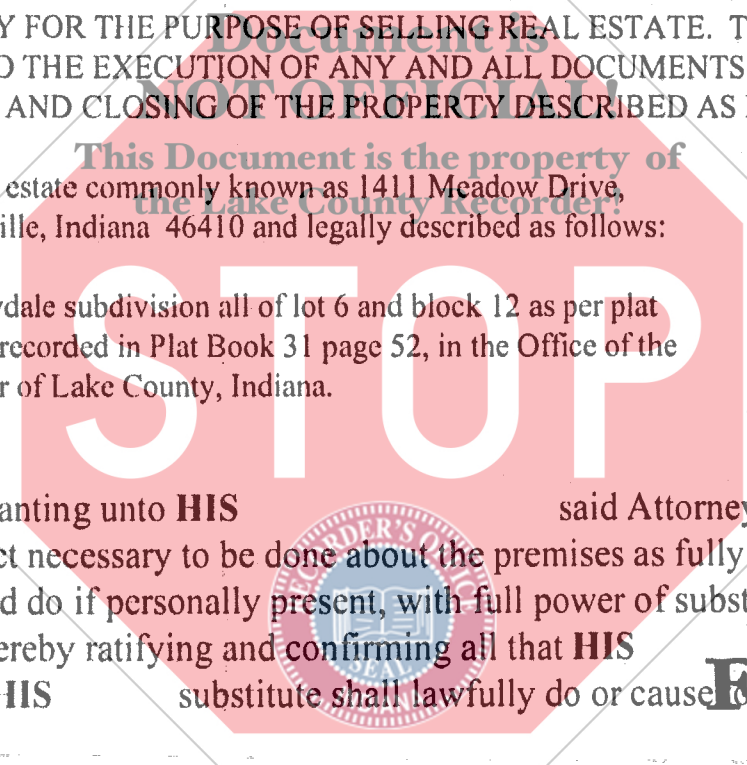 Y FOR THE PURPOSE OF SELLING REAL ESTATE. T
Document is
O THE EXECUTION OF ANY AND ALL DOCUMENTS
NOT OFFICIAL!
AND CLOSING OF THE PROPERTY DESCRIBED AS
This Document is the property of
estate commonly known as 1411 Meadow Drive,
the Lake County Recorder!
ille, Indiana 46410 and legally described as follows:
ydale subdivision all of lot 6 and block 12 as per plat
recorded in Plat Book 31 page 52, in the Office of the
r of Lake County, Indiana.
STOP
anting unto HIS said Attorney
ct necessary to be done about the premises as fully
d do if personally present, with full power of subst
ereby ratifying and confirming all that HIS
HIS substitute shall lawfully do or cause
RECORDER'S OFFICE
SEAL
INDIANA